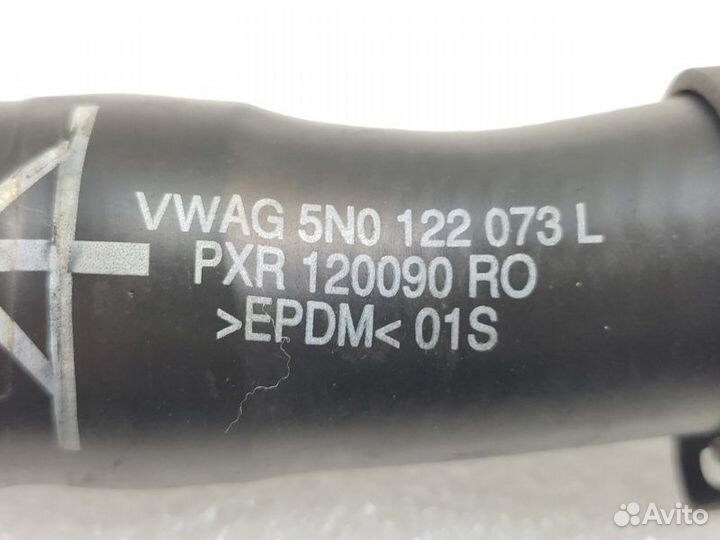 VWAG 5N0 122 073 L
PXR 120090 RO
>EPDM< 01S
Avito